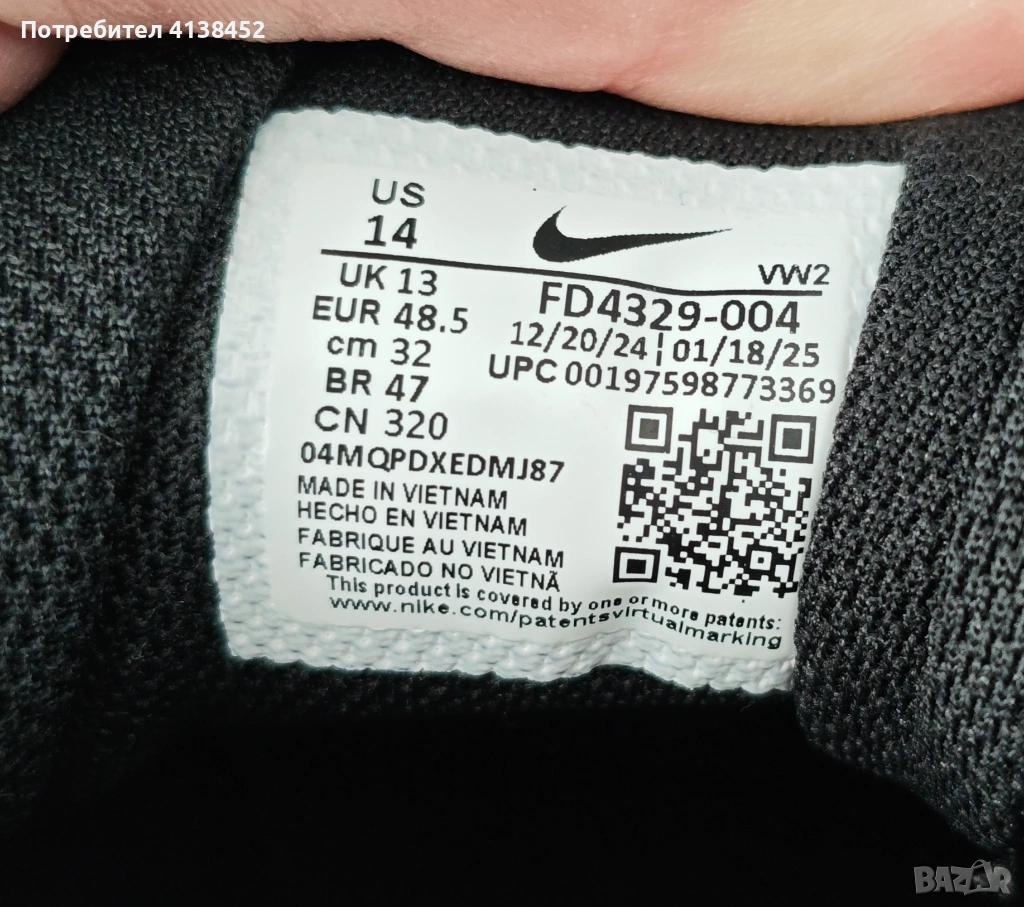 Потребител 4138452
US
14
UK 13
EUR 48.5
cm 32
BR 47
CN 320
04MQPDXEDMJ87
MADE IN VIETNAM
HECHO EN VIETNAM
FABRIQUE AU VIETNAM
FABRICADO NO VIETNÃ
VW2
FD4329-004
12/20/24 ¦ 01/18/25
UPC 00197598773369
This product is covered by one or more patents:
www.nike.com/patentsvirtualmarking
BAZAR